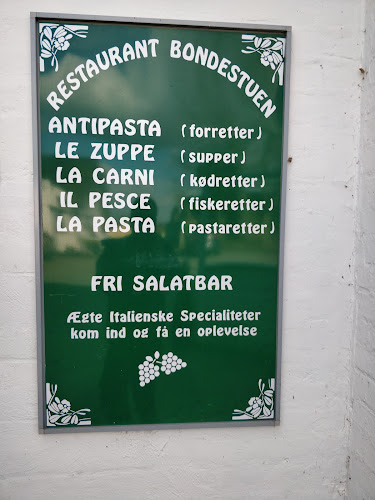 RESTAURANT BONDESTUEN
ANTIPASTA (forretter)
LE ZUPPE (supper)
LA CARNI (kødretter)
IL PESCE (fiskeretter)
LA PASTA (pastaretter)
FRI SALATBAR
Ægte Italienske Specialiteter
kom ind og få en oplevelse